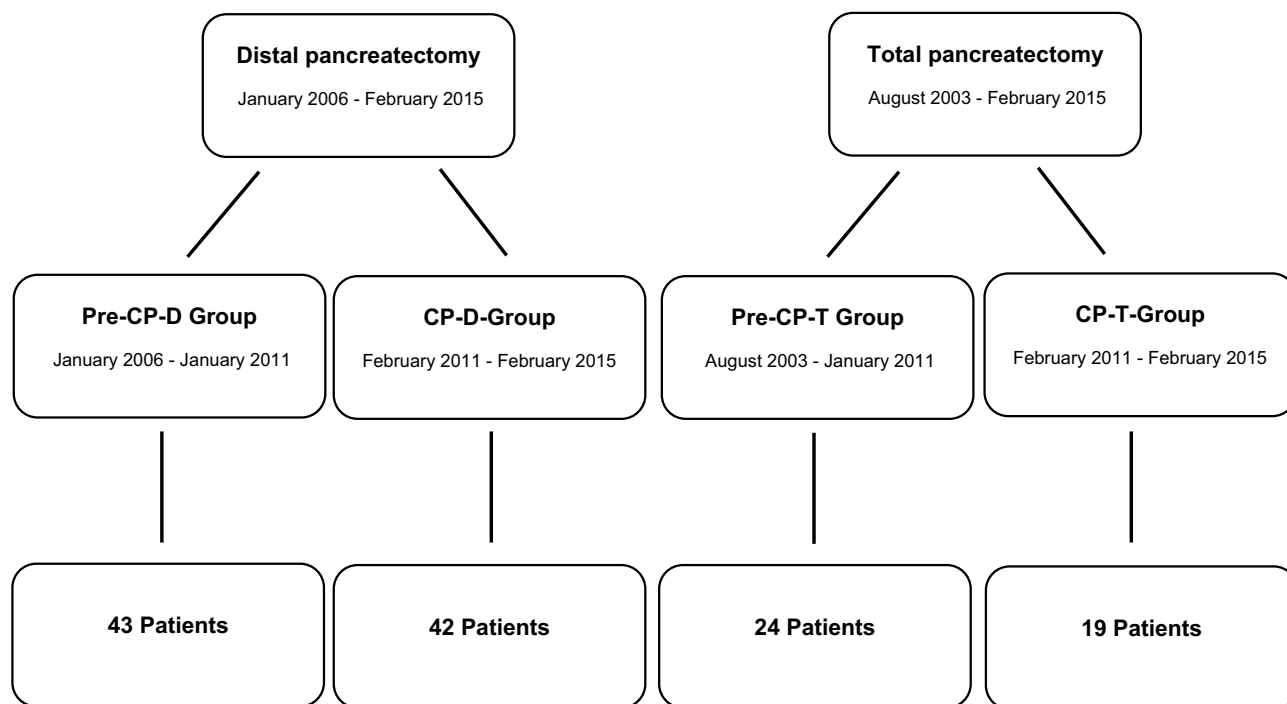 Distal pancreatectomy
January 2006 - February 2015
Total pancreatectomy
August 2003 - February 2015
Pre-CP-D Group
January 2006 - January 2011
CP-D-Group
February 2011 - February 2015
Pre-CP-T Group
August 2003 - January 2011
CP-T-Group
February 2011 - February 2015
43 Patients
42 Patients
24 Patients
19 Patients